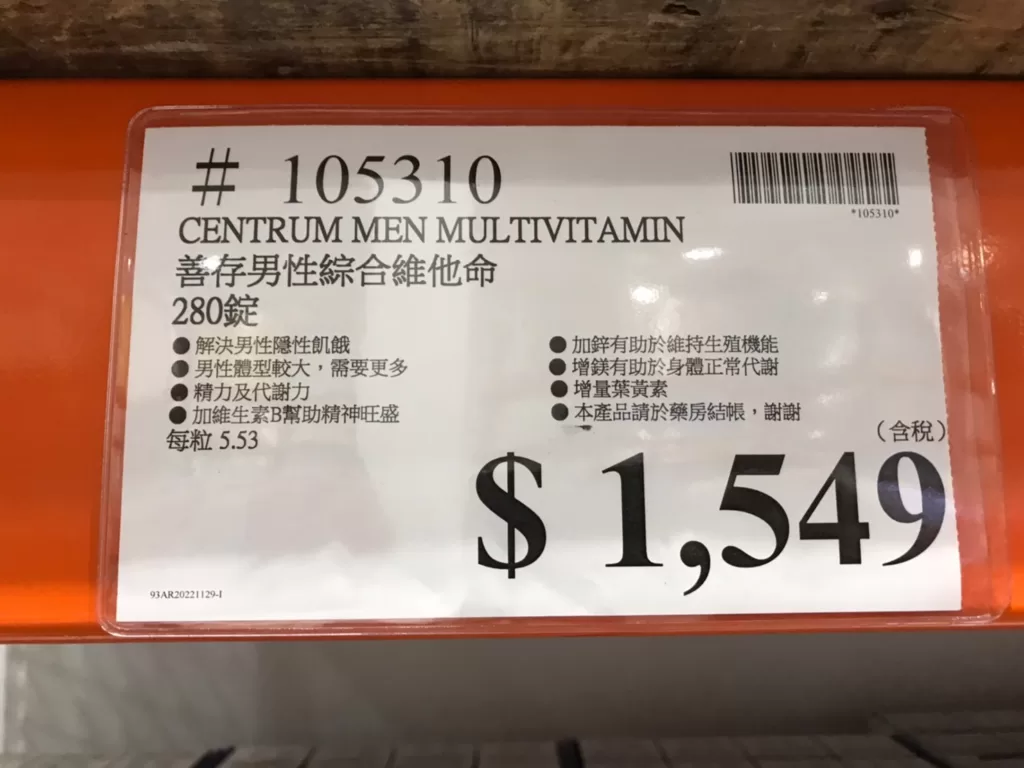 # 105310
*105310*
CENTRUM MEN MULTIVITAMIN
善存男性綜合維他命
280錠
●解決男性隱性飢餓
●男性體型較大，需要更多
●精力及代謝力
●加維生素B幫助精神旺盛
●加鋅有助於維持生殖機能
●增鎂有助於身體正常代謝
●增量葉黃素
●本產品請於藥房結帳，謝謝
每粒 5.53
（含稅）
$ 1,549
93AR20221129-1